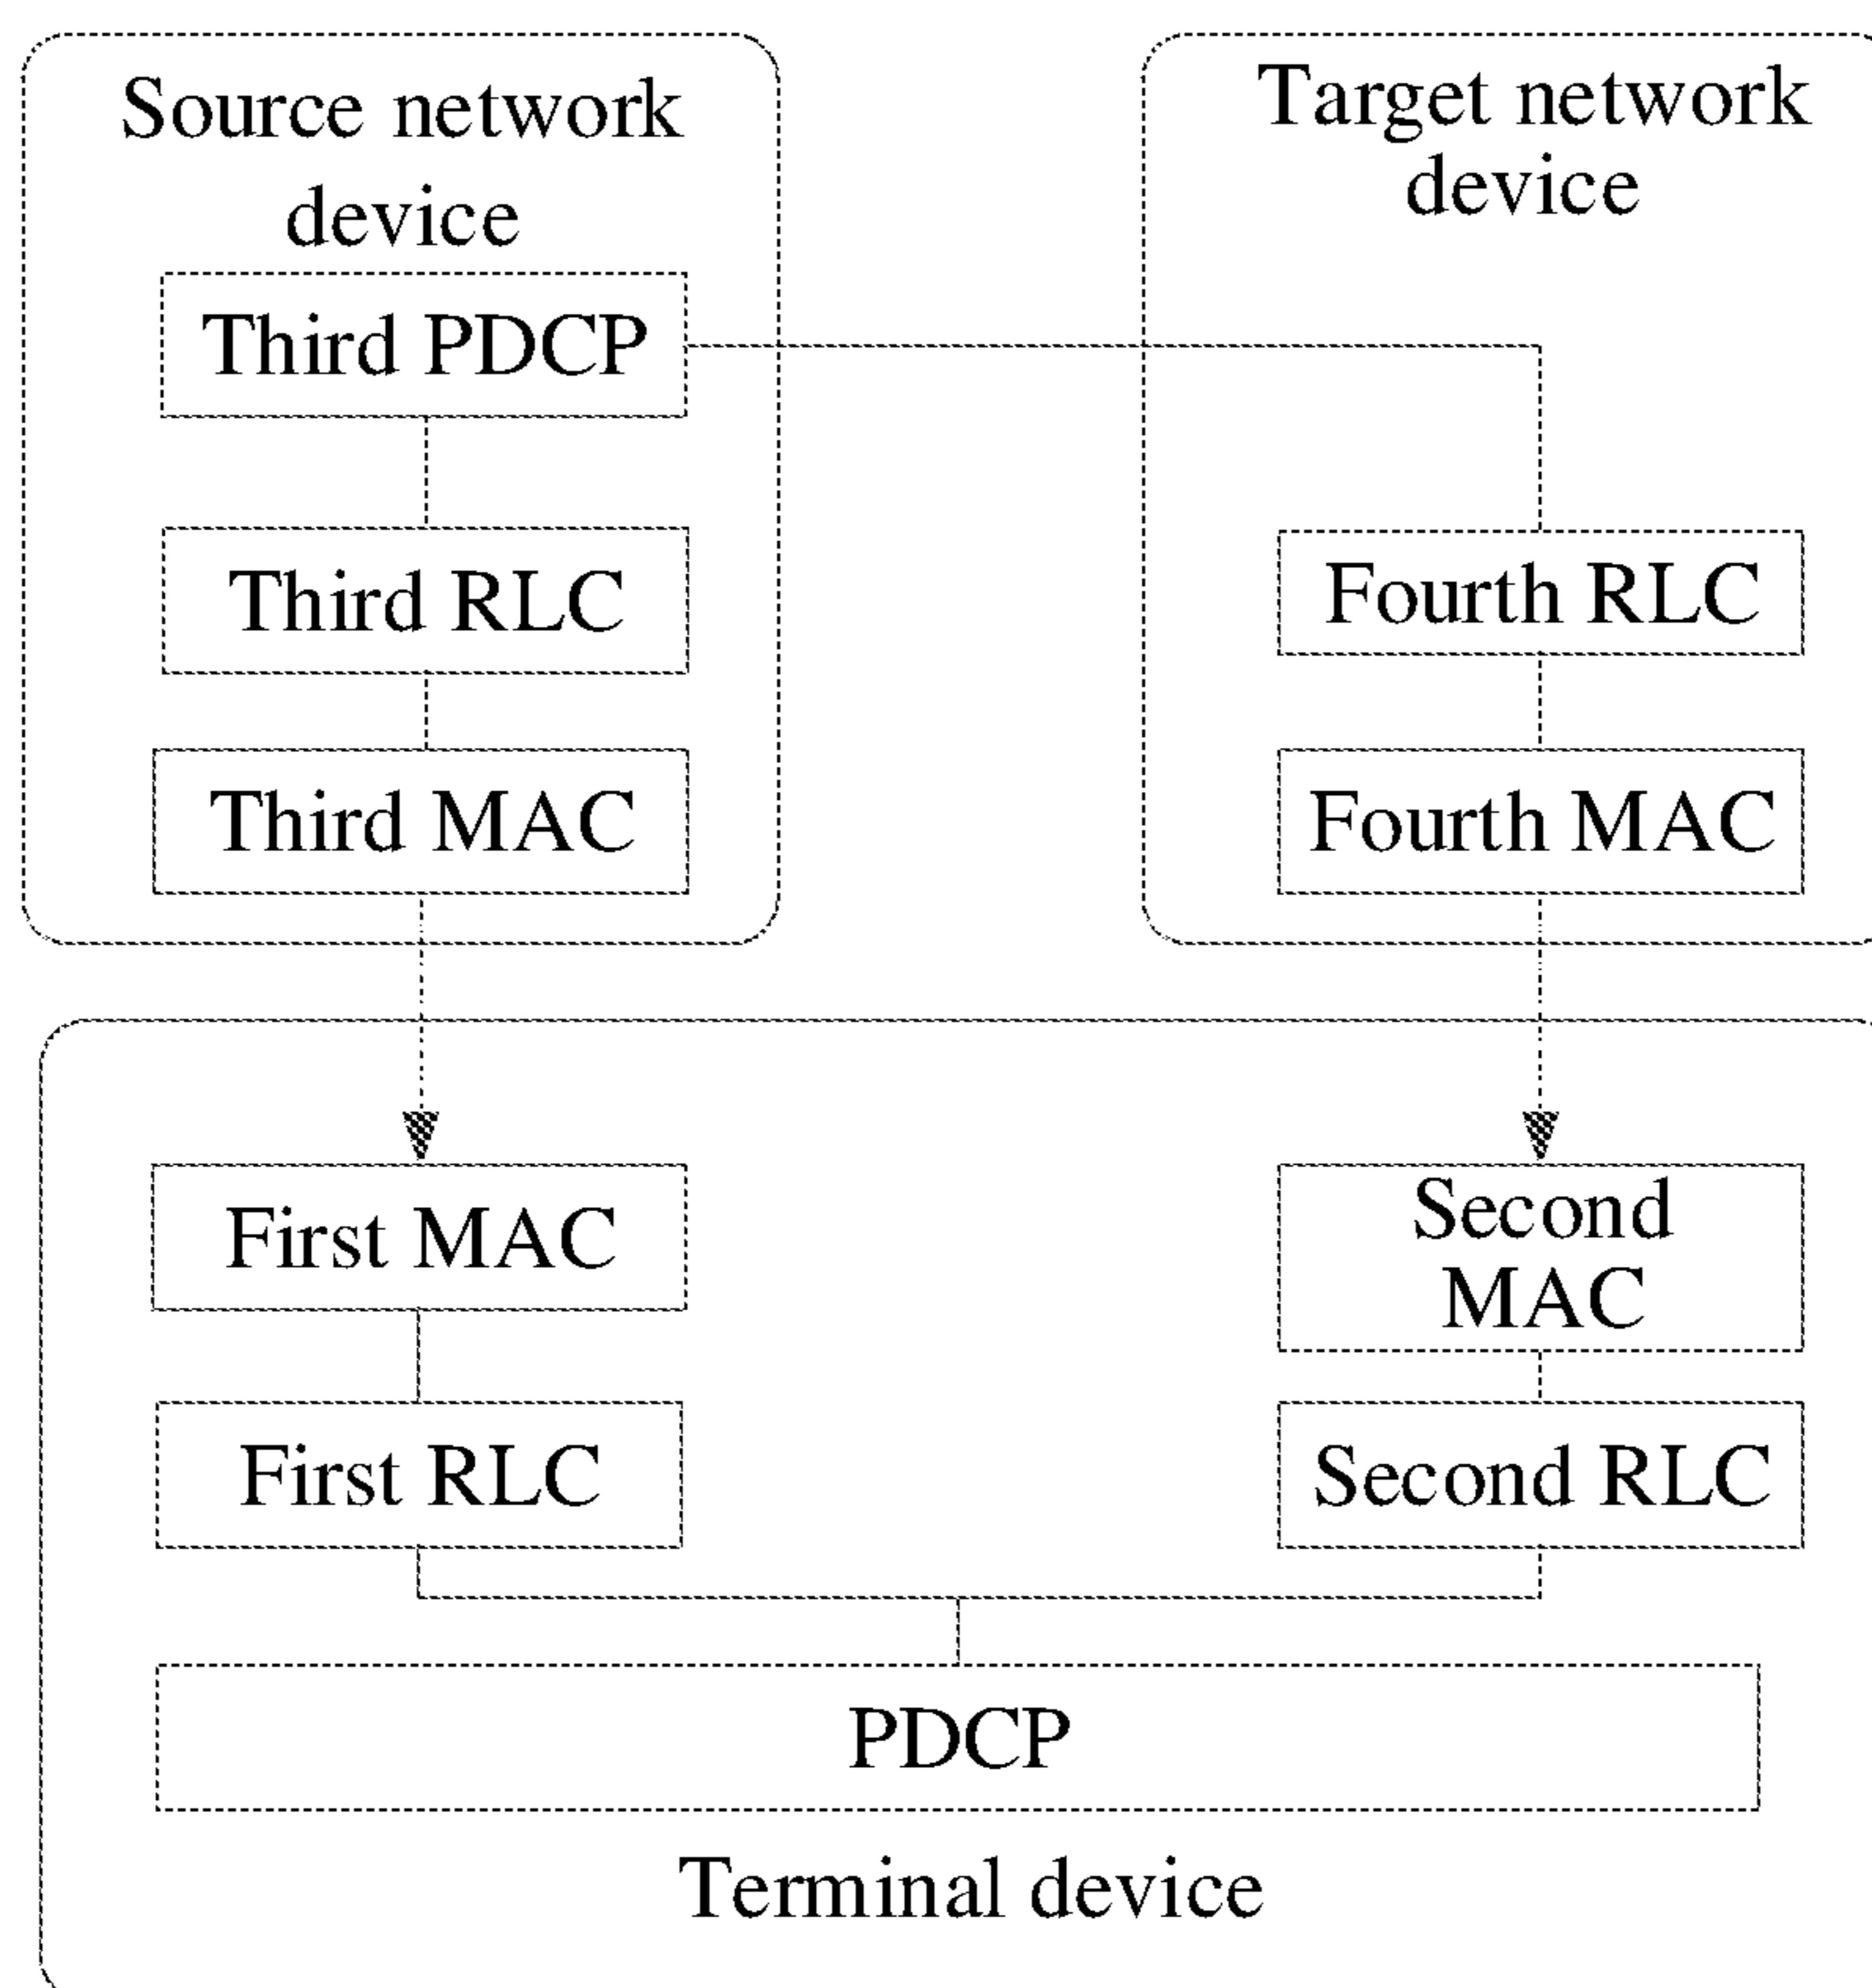 Source network
device
Target network
device
Third PDCP
Third RLC
Fourth RLC
Third MAC
Fourth MAC
First MAC
Second
MAC
First RLC
Second RLC
PDCP
Terminal device